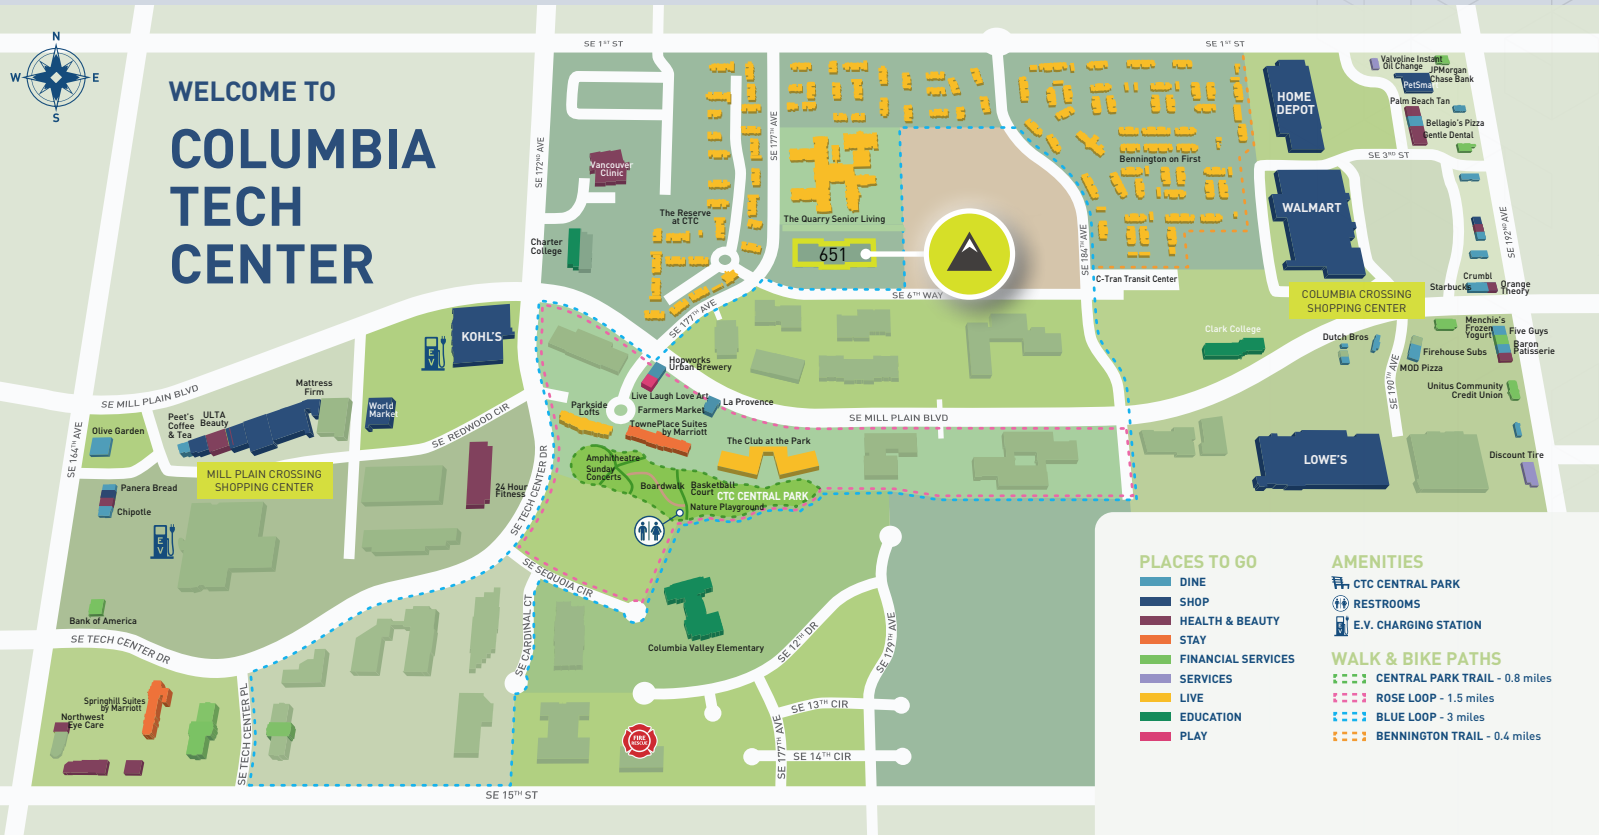 N
W
E
S
WELCOME TO
COLUMBIA
TECH
CENTER
SE 1ST ST
SE 1ST ST
SE 172ND AVE
SE 177TH AVE
SE 184TH AVE
SE 192ND AVE
SE 3RD ST
Vancouver
Clinic
Charter
College
The Reserve
at CTC
The Quarry Senior Living
651
Bennington on First
HOME
DEPOT
WALMART
Valvoline Instant
Oil Change
JPMorgan
Chase Bank
PetSmart
Palm Beach Tan
Bellagio's Pizza
Gentle Dental
Crumbl
Starbucks
Orange
Theory
C-Tran Transit Center
SE 6TH WAY
SE 177TH AVE
COLUMBIA CROSSING
SHOPPING CENTER
Menchie's
Frozen
Yogurt
Five Guys
Baron
Patisserie
Clark College
Dutch Bros
Firehouse Subs
MOD Pizza
Unitus Community
Credit Union
SE 190TH AVE
Discount Tire
LOWE'S
KOHL'S
EV
SE MILL PLAIN BLVD
Mattress
Firm
World
Market
Peet's
Coffee
& Tea
ULTA
Beauty
Olive Garden
SE 164TH AVE
SE REDWOOD CIR
MILL PLAIN CROSSING
SHOPPING CENTER
Panera Bread
Chipotle
EV
24 Hour
Fitness
SE TECH CENTER DR
Hopworks
Urban Brewery
Live Laugh Love Art
Farmers Market
La Provence
Parkside
Lofts
TownePlace Suites
by Marriott
The Club at the Park
SE MILL PLAIN BLVD
Amphitheatre
Sunday
Concerts
Boardwalk
Basketball
Court
CTC CENTRAL PARK
Nature Playground
SE SEQUOIA CIR
SE CARDINAL CT
Columbia Valley Elementary
SE 12TH DR
SE 179TH AVE
SE 13TH CIR
SE 14TH CIR
SE 177TH AVE
FIRE
RESCUE
Bank of America
SE TECH CENTER DR
Springhill Suites
by Marriott
Northwest
Eye Care
SE TECH CENTER PL
SE 15TH ST
PLACES TO GO
DINE
SHOP
HEALTH & BEAUTY
STAY
FINANCIAL SERVICES
SERVICES
LIVE
EDUCATION
PLAY
AMENITIES
CTC CENTRAL PARK
RESTROOMS
EV
E.V. CHARGING STATION
WALK & BIKE PATHS
CENTRAL PARK TRAIL - 0.8 miles
ROSE LOOP - 1.5 miles
BLUE LOOP - 3 miles
BENNINGTON TRAIL - 0.4 miles